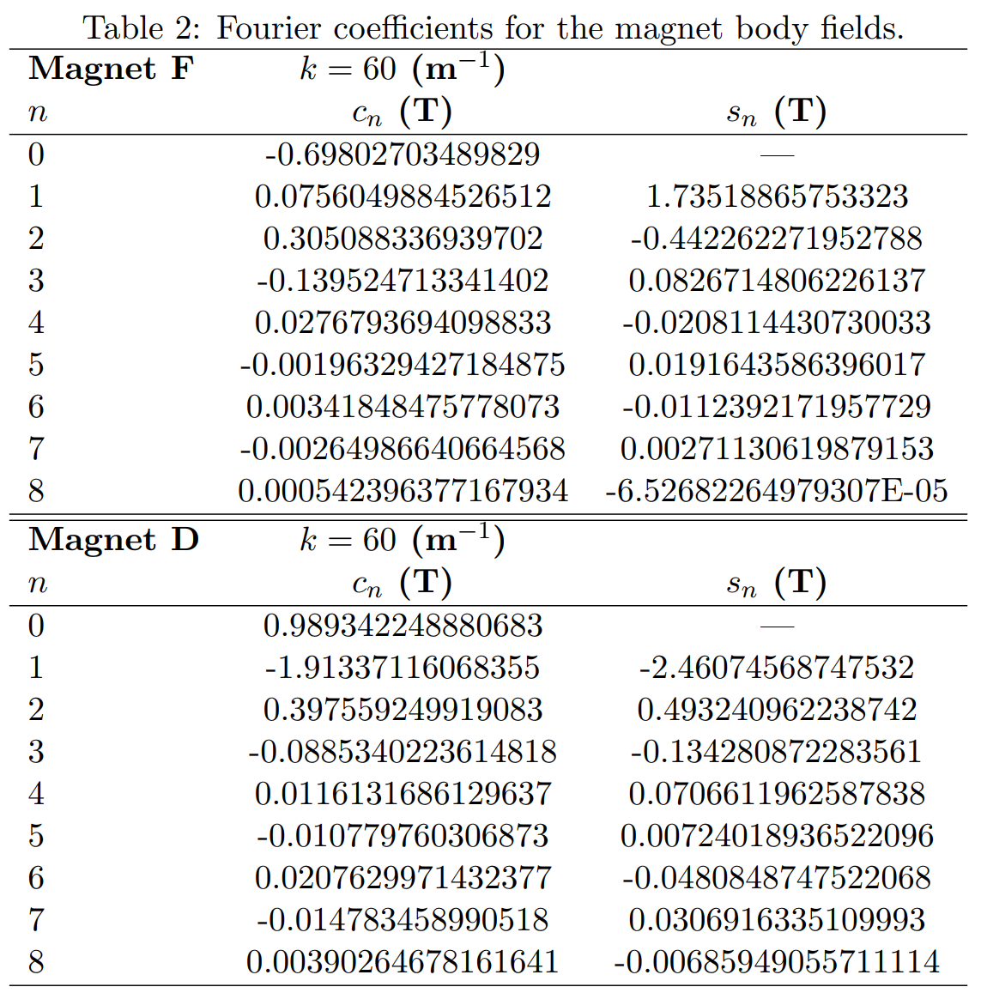 Table 2: Fourier coefficients for the magnet body fields.
Magnet F k = 60 (m⁻¹)
n cₙ (T) sₙ (T)
0 -0.69802703489829 —
1 0.0756049884526512 1.73518865753323
2 0.305088336939702 -0.442262271952788
3 -0.139524713341402 0.0826714806226137
4 0.0276793694098833 -0.0208114430730033
5 -0.00196329427184875 0.0191643586396017
6 0.00341848475778073 -0.0112392171957729
7 -0.00264986640664568 0.00271130619879153
8 0.000542396377167934 -6.52682264979307E-05
Magnet D k = 60 (m⁻¹)
n cₙ (T) sₙ (T)
0 0.989342248880683 —
1 -1.91337116068355 -2.46074568747532
2 0.397559249919083 0.493240962238742
3 -0.0885340223614818 -0.134280872283561
4 0.0116131686129637 0.0706611962587838
5 -0.010779760306873 0.00724018936522096
6 0.0207629971432377 -0.0480848747522068
7 -0.014783458990518 0.0306916335109993
8 0.00390264678161641 -0.00685949055711114